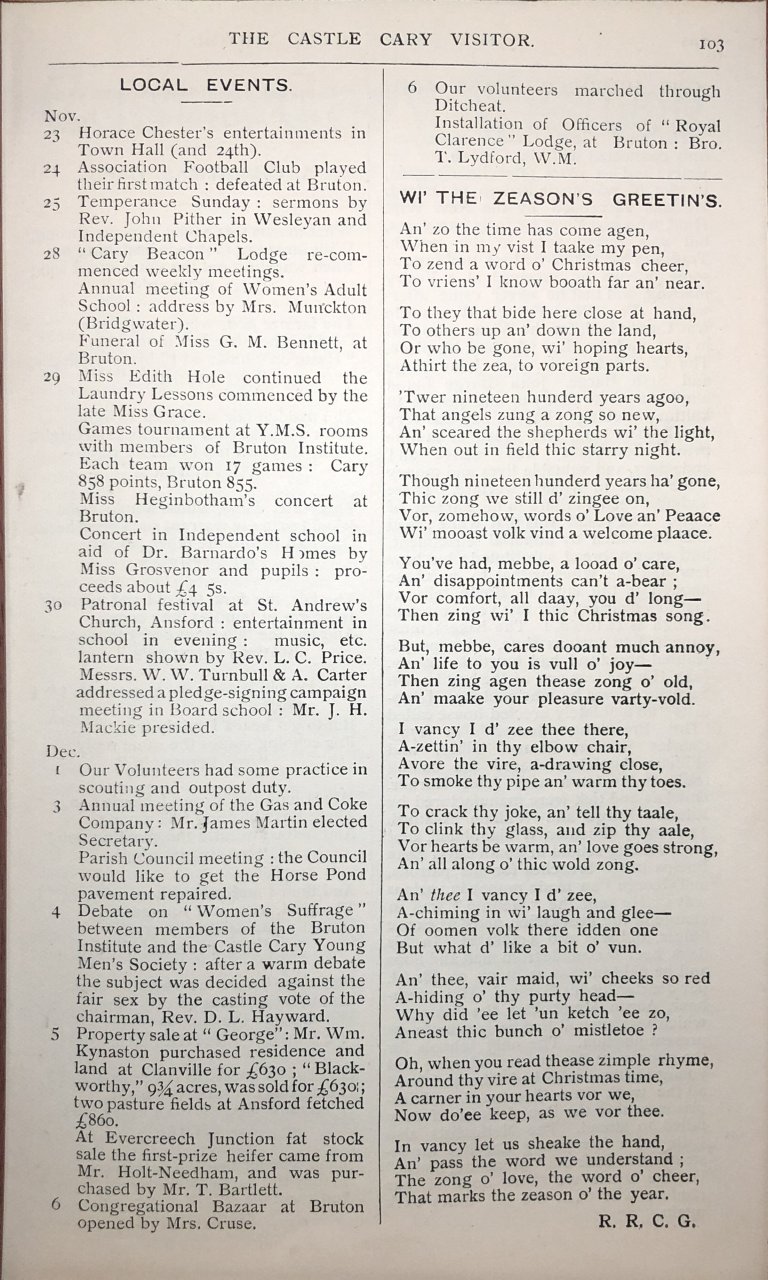 THE CASTLE CARY VISITOR.
103
LOCAL EVENTS.
Nov.
23 Horace Chester's entertainments in
Town Hall (and 24th).
24 Association Football Club played
their first match : defeated at Bruton.
25 Temperance Sunday : sermons by
Rev. John Pither in Wesleyan and
Independent Chapels.
28 "Cary Beacon" Lodge re-com-
menced weekly meetings.
Annual meeting of Women's Adult
School : address by Mrs. Munckton
(Bridgwater).
Funeral of Miss G. M. Bennett, at
Bruton.
29 Miss Edith Hole continued the
Laundry Lessons commenced by the
late Miss Grace.
Games tournament at Y.M.S. rooms
with members of Bruton Institute.
Each team won 17 games : Cary
858 points, Bruton 855.
Miss Heginbotham's concert at
Bruton.
Concert in Independent school in
aid of Dr. Barnardo's Homes by
Miss Grosvenor and pupils : pro-
ceeds about £4 5s.
30 Patronal festival at St. Andrew's
Church, Ansford : entertainment in
school in evening : music, etc.
lantern shown by Rev. L. C. Price.
Messrs. W. W. Turnbull & A. Carter
addressed a pledge-signing campaign
meeting in Board school : Mr. J. H.
Mackie presided.
Dec.
1 Our Volunteers had some practice in
scouting and outpost duty.
3 Annual meeting of the Gas and Coke
Company : Mr. James Martin elected
Secretary.
Parish Council meeting : the Council
would like to get the Horse Pond
pavement repaired.
4 Debate on "Women's Suffrage"
between members of the Bruton
Institute and the Castle Cary Young
Men's Society : after a warm debate
the subject was decided against the
fair sex by the casting vote of the
chairman, Rev. D. L. Hayward.
5 Property sale at "George": Mr. Wm.
Kynaston purchased residence and
land at Clanville for £630 ; "Black-
worthy," 9¾ acres, was sold for £630 ;
two pasture fields at Ansford fetched
£860.
At Evercreech Junction fat stock
sale the first-prize heifer came from
Mr. Holt-Needham, and was pur-
chased by Mr. T. Bartlett.
6 Congregational Bazaar at Bruton
opened by Mrs. Cruse.
6 Our volunteers marched through
Ditcheat.
Installation of Officers of "Royal
Clarence" Lodge, at Bruton : Bro.
T. Lydford, W.M.
WI' THE ZEASON'S GREETIN'S.
An' zo the time has come agen,
When in my vist I taake my pen,
To zend a word o' Christmas cheer,
To vriens' I know booath far an' near.
To they that bide here close at hand,
To others up an' down the land,
Or who be gone, wi' hoping hearts,
Athirt the zea, to voreign parts.
'Twer nineteen hunderd years agoo,
That angels zung a zong so new,
An' sceared the shepherds wi' the light,
When out in field thic starry night.
Though nineteen hunderd years ha' gone,
Thic zong we still d' zingee on,
Vor, zomehow, words o' Love an' Peaace
Wi' mooast volk vind a welcome plaace.
You've had, mebbe, a looad o' care,
An' disappointments can't a-bear ;
Vor comfort, all daay, you d' long—
Then zing wi' I thic Christmas song.
But, mebbe, cares dooant much annoy,
An' life to you is vull o' joy—
Then zing agen thease zong o' old,
An' maake your pleasure varty-vold.
I vancy I d' zee thee there,
A-zettin' in thy elbow chair,
Avore the vire, a-drawing close,
To smoke thy pipe an' warm thy toes.
To crack thy joke, an' tell thy taale,
To clink thy glass, and zip thy aale,
Vor hearts be warm, an' love goes strong,
An' all along o' thic wold zong.
An' thee I vancy I d' zee,
A-chiming in wi' laugh and glee—
Of oomen volk there idden one
But what d' like a bit o' vun.
An' thee, vair maid, wi' cheeks so red
A-hiding o' thy purty head—
Why did 'ee let 'un ketch 'ee zo,
Aneast thic bunch o' mistletoe ?
Oh, when you read thease zimple rhyme,
Around thy vire at Christmas time,
A carner in your hearts vor we,
Now do'ee keep, as we vor thee.
In vancy let us sheake the hand,
An' pass the word we understand ;
The zong o' love, the word o' cheer,
That marks the season o' the year.
R. R. C. G.